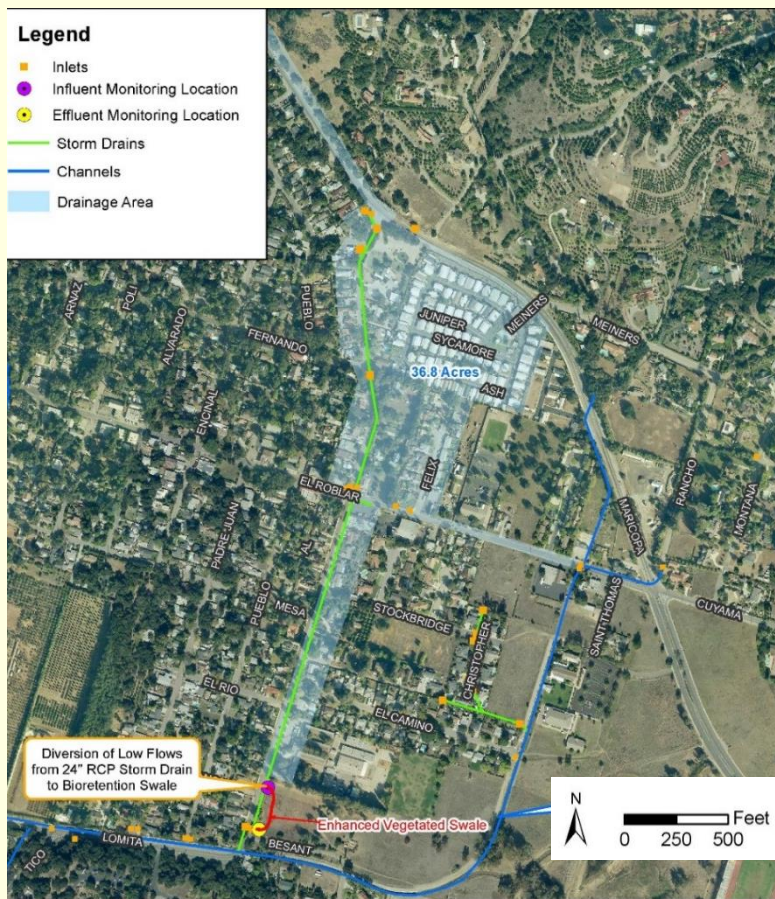 Legend
Inlets
Influent Monitoring Location
Effluent Monitoring Location
Storm Drains
Channels
Drainage Area
ARNAZ
POLI
ALVARADO
PUEBLO
FERNANDO
ENCINAL
JUNIPER
MEINERS
SYCAMORE
MEINERS
36.8 Acres
ASH
EL ROBLAR
FELIX
MARICOPA
RANCHO
MONTANA
PADRE JUAN
AL
PUEBLO
MESA
STOCKBRIDGE
CHRISTOPHER
SAINT THOMAS
CUYAMA
EL RIO
EL CAMINO
Diversion of Low Flows
from 24" RCP Storm Drain
to Bioretention Swale
Enhanced Vegetated Swale
LOMITA
BESANT
TICO
N
Feet
0 250 500